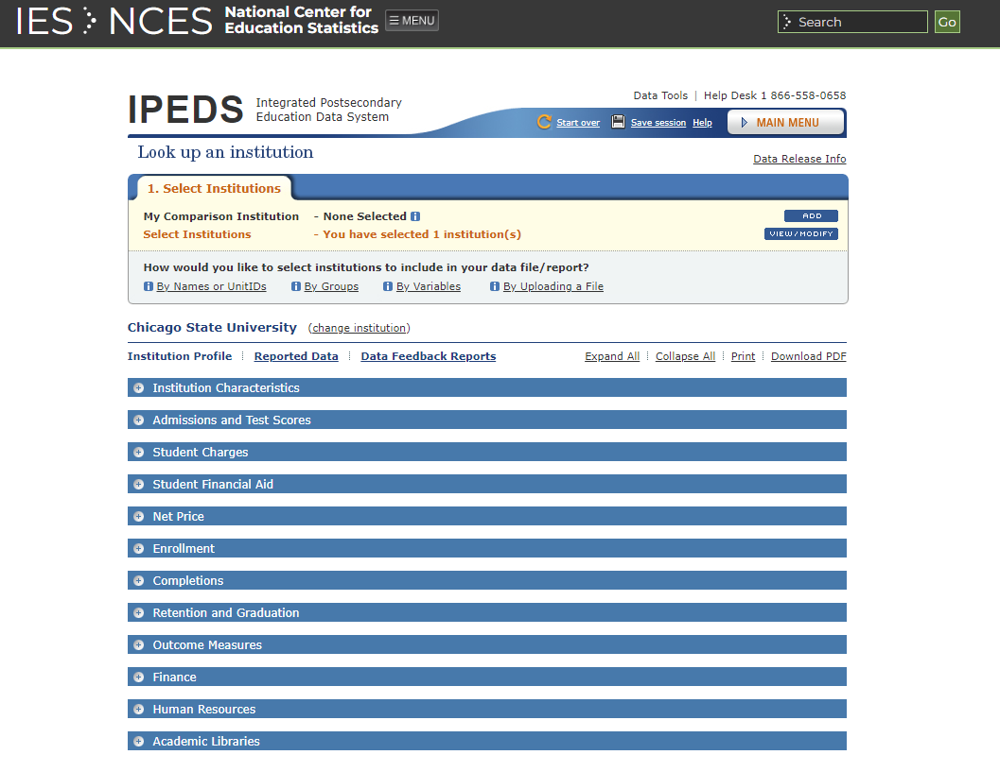 IES NCES National Center for Education Statistics ☰ MENU Search Go
Data Tools | Help Desk 1 866-558-0658
IPEDS Integrated Postsecondary Education Data System
Start over Save session Help MAIN MENU
Look up an institution
Data Release Info
1. Select Institutions
My Comparison Institution - None Selected ADD
Select Institutions - You have selected 1 institution(s) VIEW/MODIFY
How would you like to select institutions to include in your data file/report?
By Names or UnitIDs By Groups By Variables By Uploading a File
Chicago State University (change institution)
Institution Profile Reported Data Data Feedback Reports Expand All Collapse All Print Download PDF
Institution Characteristics
Admissions and Test Scores
Student Charges
Student Financial Aid
Net Price
Enrollment
Completions
Retention and Graduation
Outcome Measures
Finance
Human Resources
Academic Libraries